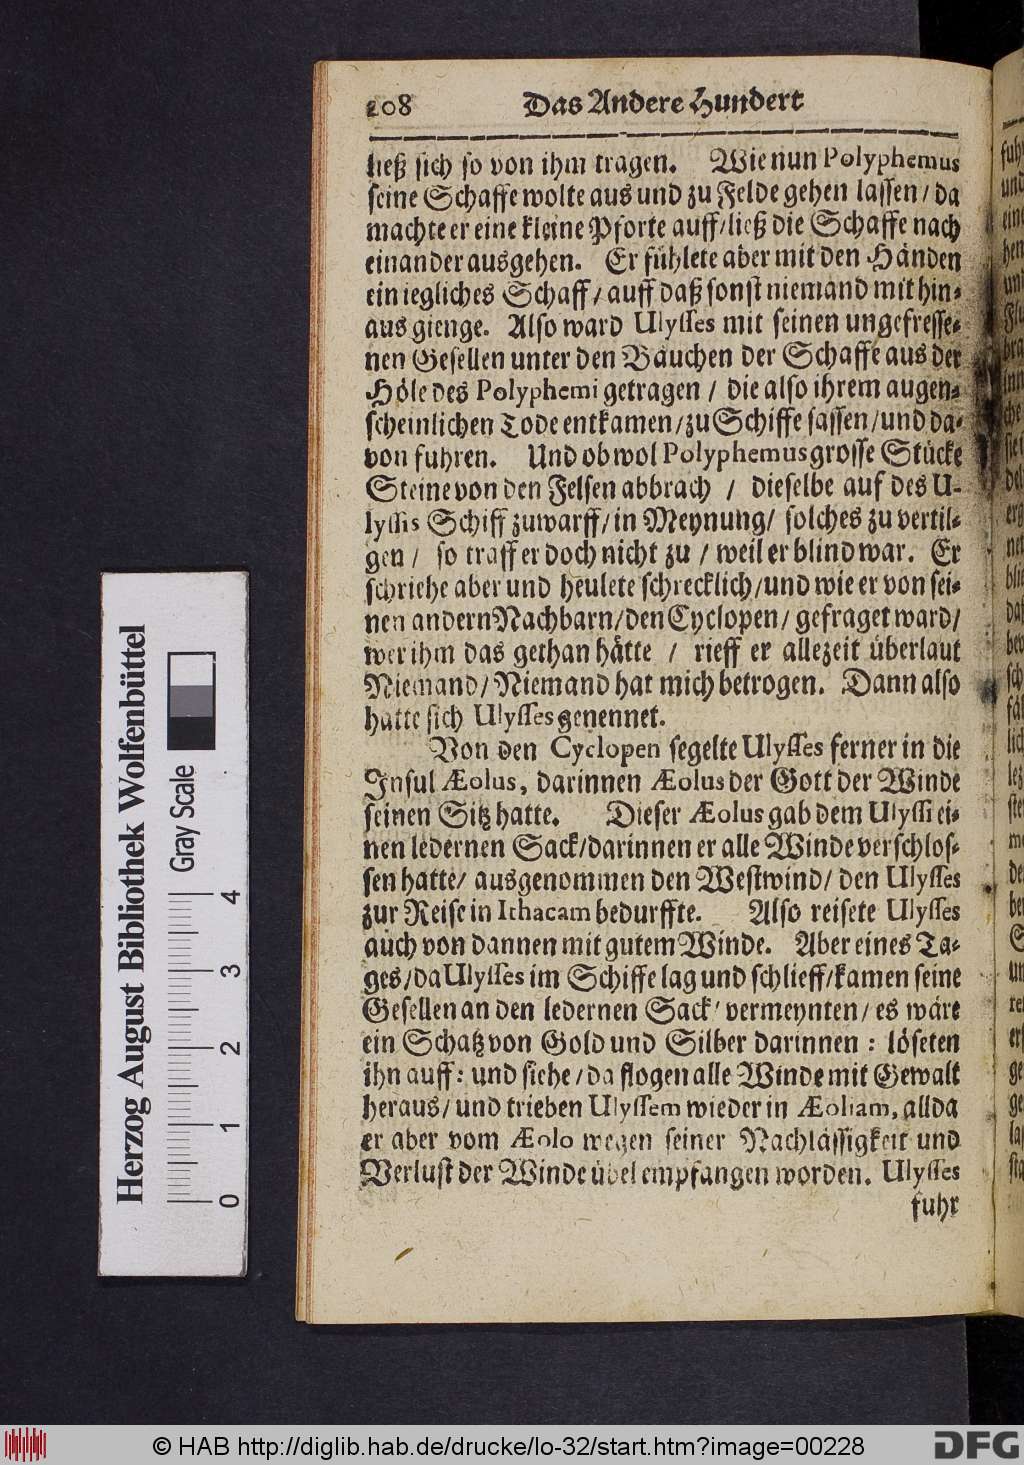 208 Das Andere Hundert
ließ sich so von ihm tragen. Wie nun Polyphemus
seine Schaffe wolte aus und zu Felde gehen lassen / da
machte er eine kleine Pforte auff / ließ die Schaffe nach
einander ausgehen. Er fühlete aber mit den Händen
ein iegliches Schaff / auff daß sonst niemand mit hin-
aus gienge. Also ward Ulysses mit seinen ungefresse-
nen Gesellen unter den Bäuchen der Schaffe aus der
Höle des Polyphemi getragen / die also ihrem augen-
scheinlichen Tode entkamen / zu Schiffe sassen / und da-
von fuhren. Und ob wol Polyphemus grosse Stücke
Steine von den Felsen abbrach / dieselbe auf des U-
lyssis Schiff zuwarff / in Meynung / solches zu vertil-
gen / so traff er doch nicht zu / weil er blind war. Er
schriehe aber und heulete schrecklich / und wie er von sei-
nen andern Nachbarn / den Cyclopen / gefraget ward /
wer ihm das gethan hätte / rieff er allezeit überlaut
Niemand / Niemand hat mich betrogen. Dann also
hatte sich Ulysses genennet.
Von den Cyclopen segelte Ulysses ferner in die
Insul Æolus, darinnen Æolus der Gott der Winde
seinen Sitz hatte. Dieser Æolus gab dem Ulyssi ei-
nen ledernen Sack / darinnen er alle Winde verschlos-
sen hatte / ausgenommen den Westwind / den Ulysses
zur Reise in Ithacam bedurffte. Also reisete Ulysses
auch von dannen mit gutem Winde. Aber eines Ta-
ges / da Ulysses im Schiffe lag und schlieff / kamen seine
Gesellen an den ledernen Sack / vermeynten / es wäre
ein Schatz von Gold und Silber darinnen : löseten
ihn auff : und siehe / da flogen alle Winde mit Gewalt
heraus / und trieben Ulyssem wieder in Æoliam, allda
er aber vom Æolo wegen seiner Nachlässigkeit und
Verlust der Winde übel empfangen worden. Ulysses
fuhr
Herzog August Bibliothek Wolfenbüttel
Gray Scale
0 1 2 3 4
© HAB http://diglib.hab.de/drucke/lo-32/start.htm?image=00228
DFG